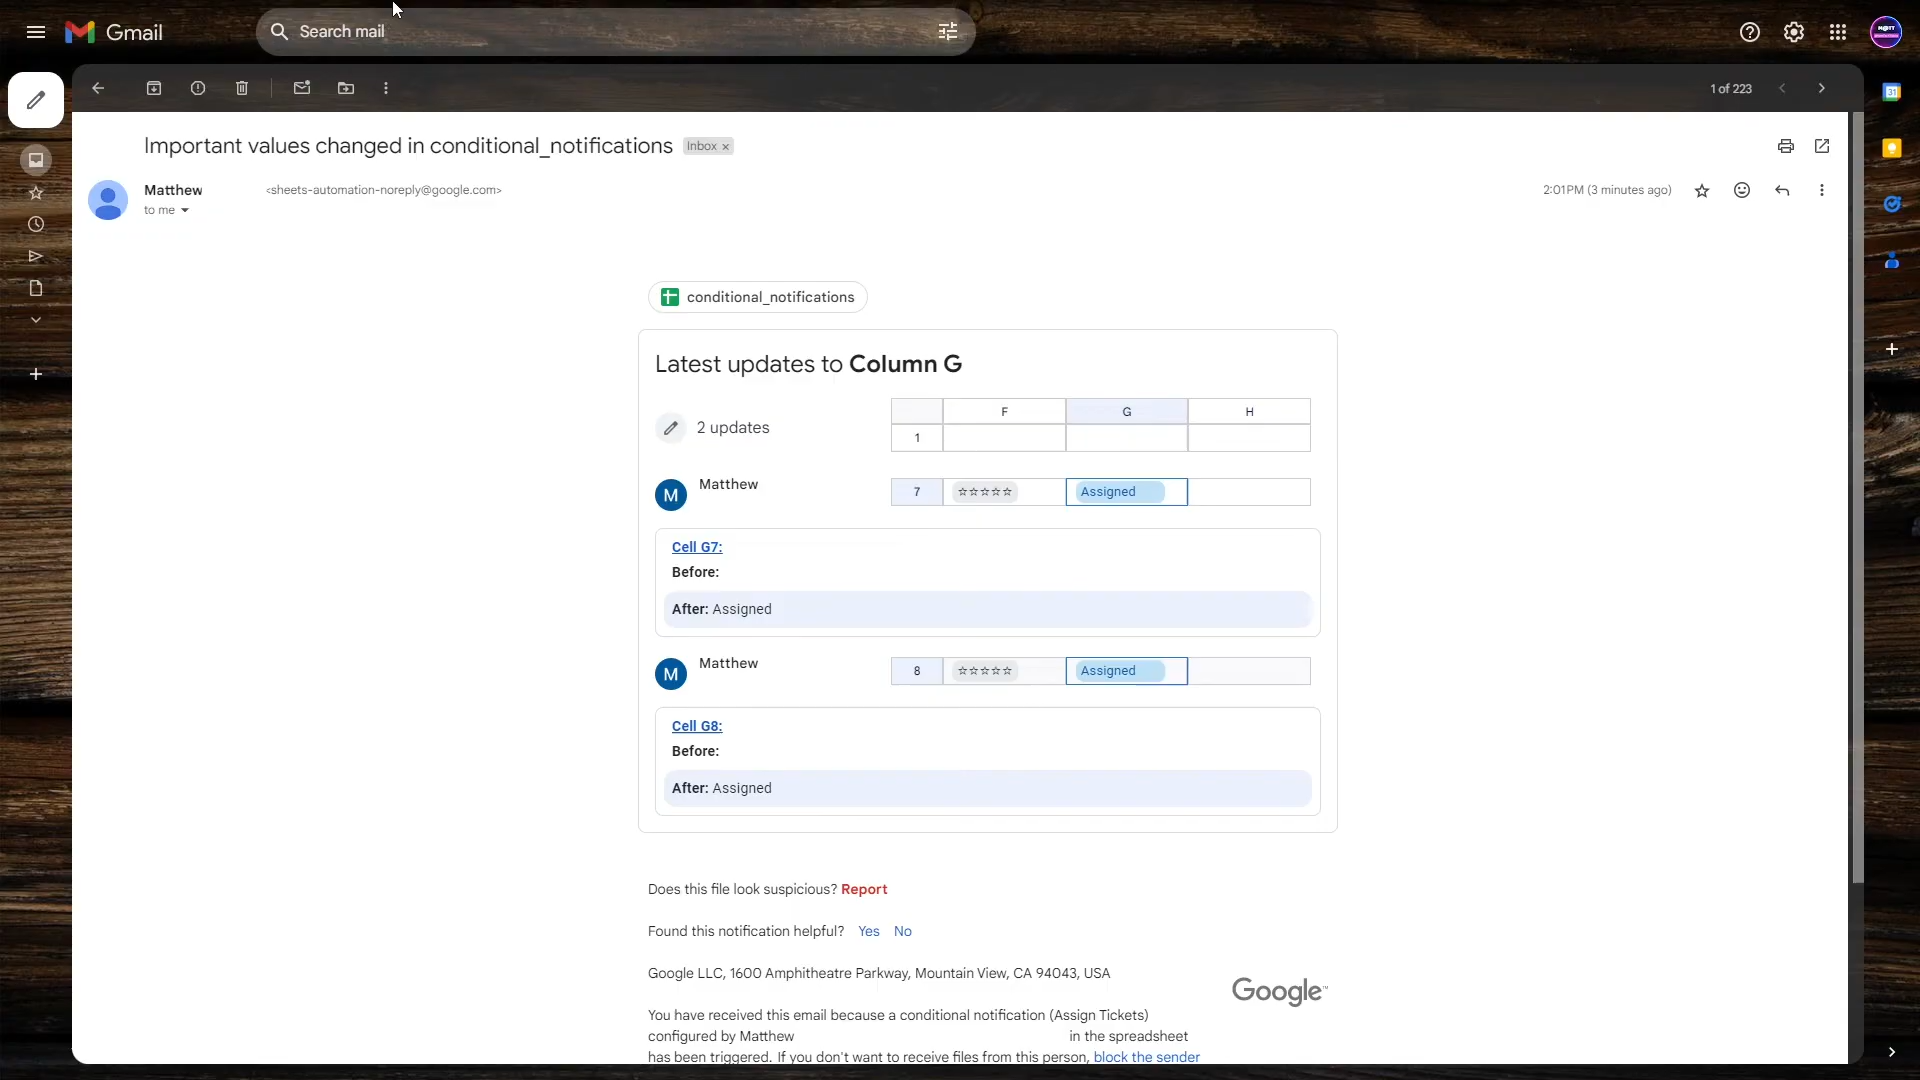 Gmail
Search mail
1 of 223
Important values changed in conditional_notifications
Inbox ×
Matthew <sheets-automation-noreply@google.com>
2:01 PM (3 minutes ago)
to me
31
conditional_notifications
Latest updates to Column G
F G H
2 updates
1
M Matthew
7 ☆☆☆☆☆ Assigned
Cell G7:
Before:
After: Assigned
M Matthew
8 ☆☆☆☆☆ Assigned
Cell G8:
Before:
After: Assigned
Does this file look suspicious? Report
Found this notification helpful? Yes No
Google LLC, 1600 Amphitheatre Parkway, Mountain View, CA 94043, USA
Google™
You have received this email because a conditional notification (Assign Tickets)
configured by Matthew in the spreadsheet
has been triggered. If you don't want to receive files from this person, block the sender